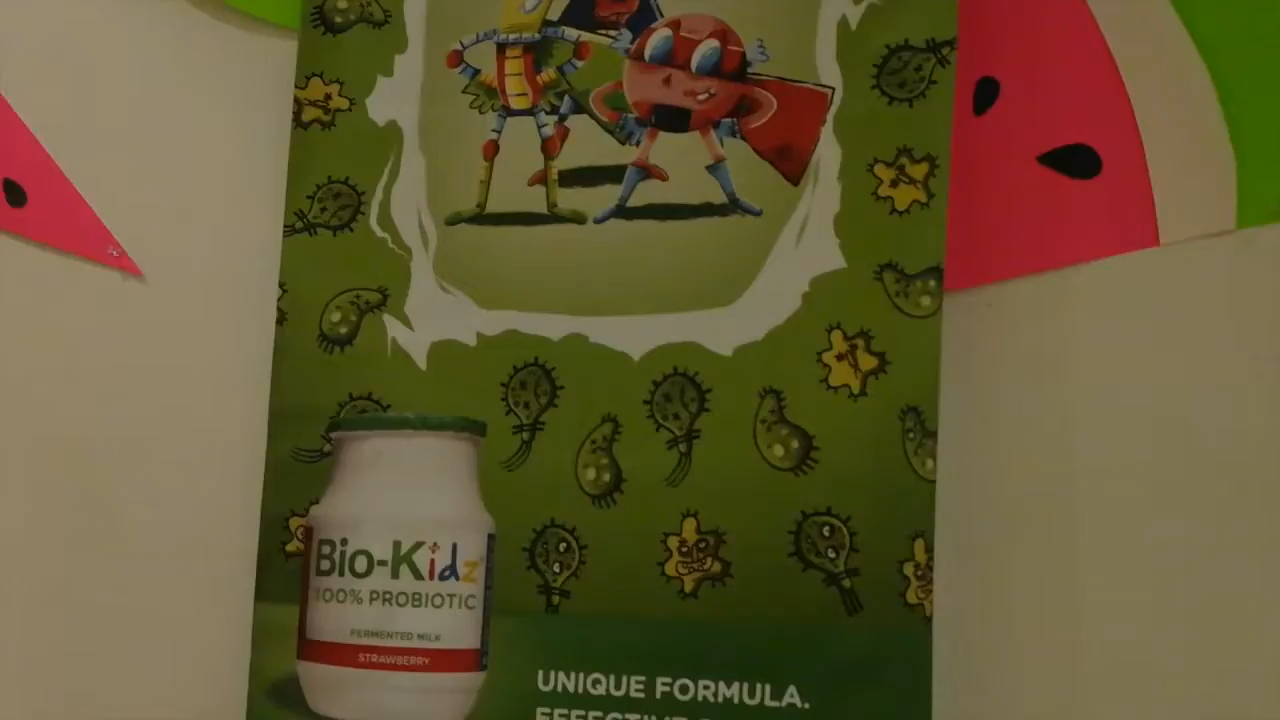 Bio-Kidz
100% PROBIOTIC
FERMENTED MILK
STRAWBERRY
UNIQUE FORMULA.